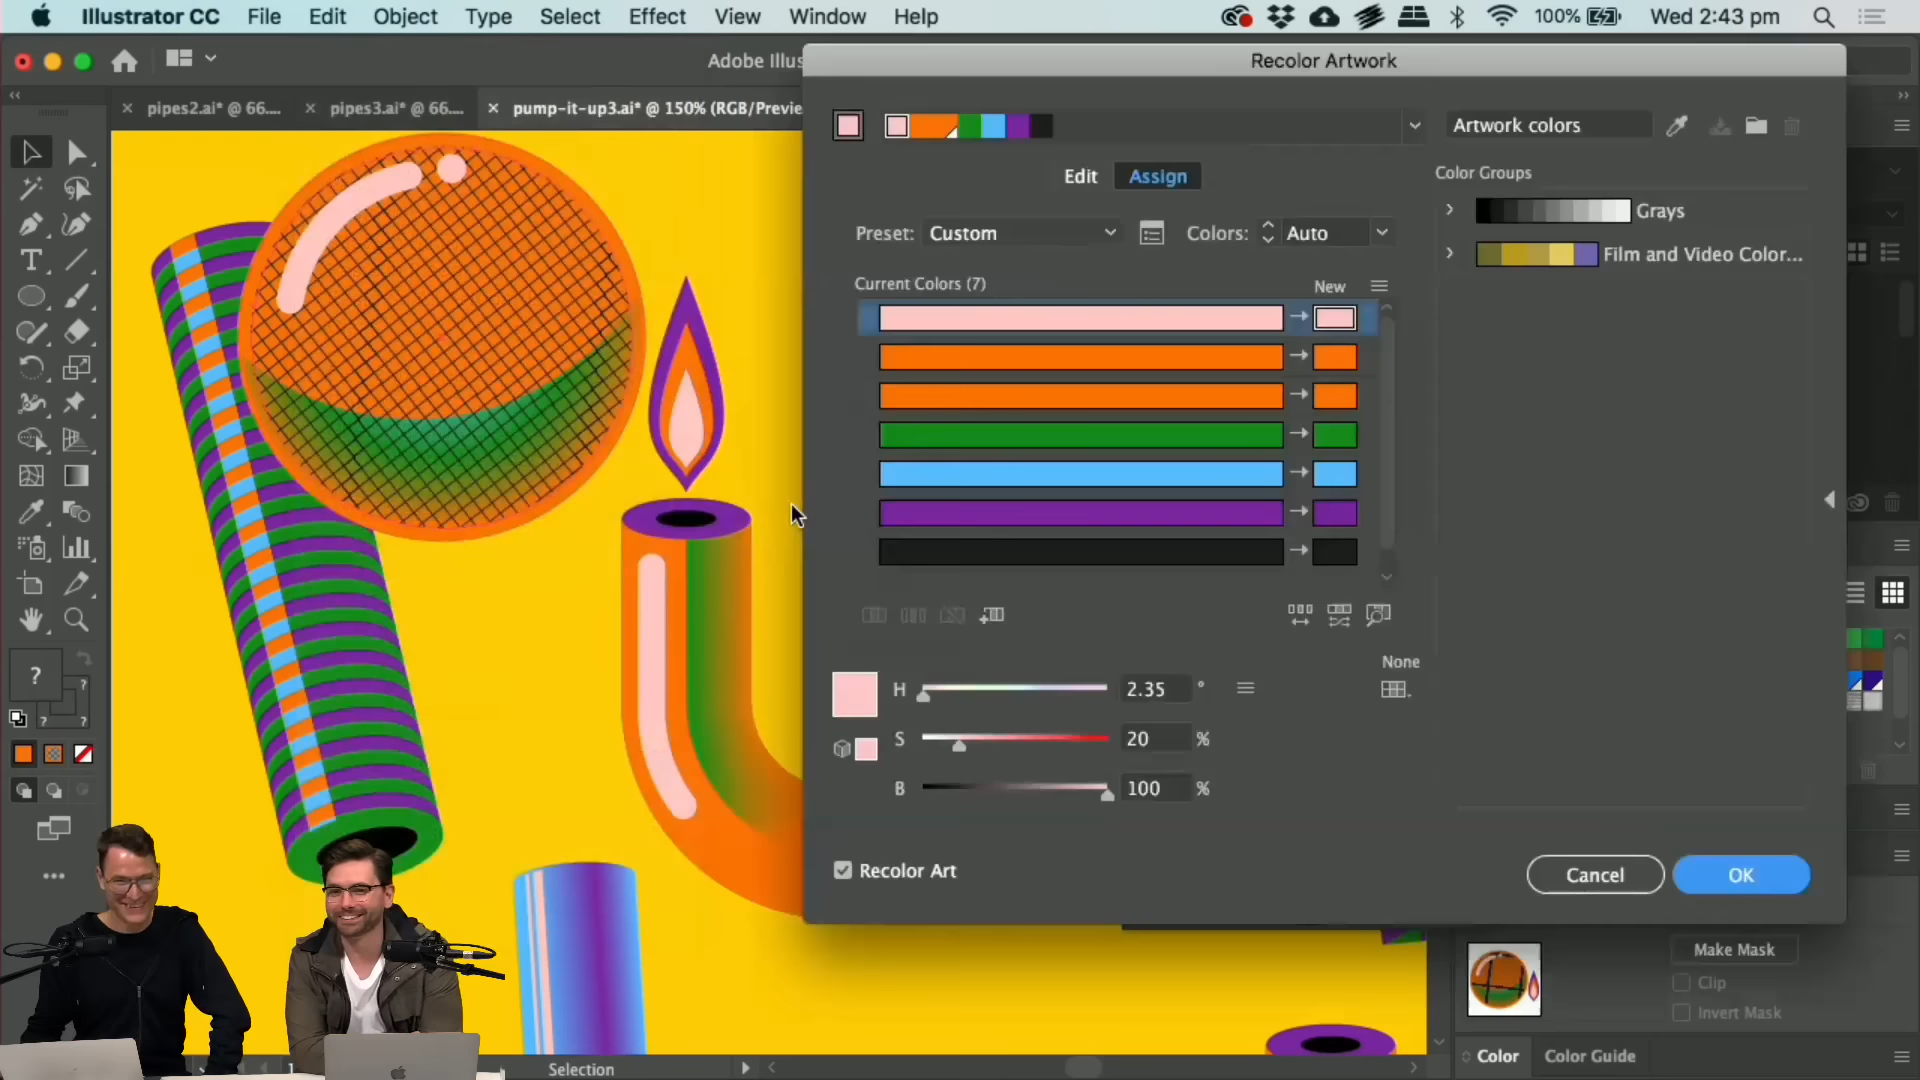 Illustrator CC File Edit Object Type Select Effect View Window Help 100% Wed 2:43 pm
Adobe Illus
Recolor Artwork
pipes2.ai* @ 66.... pipes3.ai* @ 66.... pump-it-up3.ai* @ 150% (RGB/Previe
Artwork colors
Edit Assign
Color Groups
Grays
Preset: Custom Colors: Auto
Film and Video Color...
Current Colors (7) New
None
H 2.35 °
S 20 %
B 100 %
Recolor Art
Cancel OK
Make Mask
Clip
Invert Mask
Color Color Guide
Selection
? ? ? ?